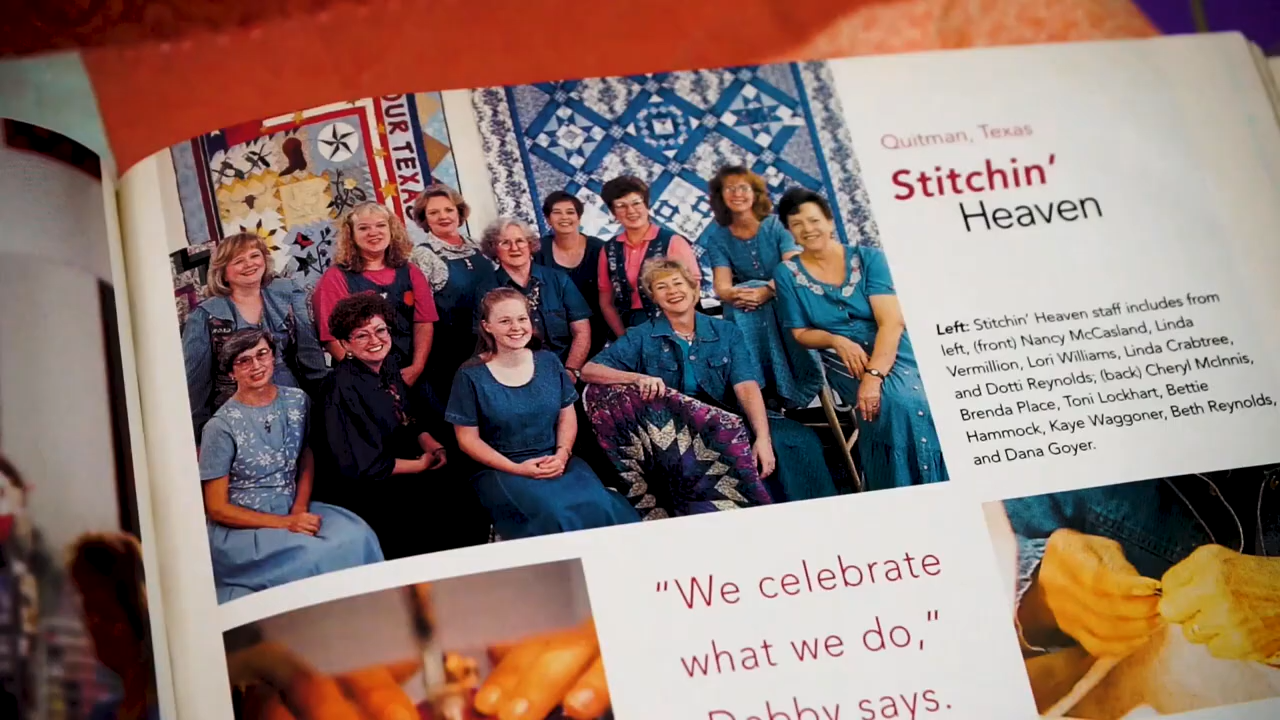 OUR TEXAS
Quitman, Texas
Stitchin'
Heaven
Left: Stitchin' Heaven staff includes from
left, (front) Nancy McCasland, Linda
Vermillion, Lori Williams, Linda Crabtree,
and Dotti Reynolds; (back) Cheryl McInnis,
Brenda Place, Toni Lockhart, Bettie
Hammock, Kaye Waggoner, Beth Reynolds,
and Dana Goyer.
“We celebrate
what we do,”
Debby says.